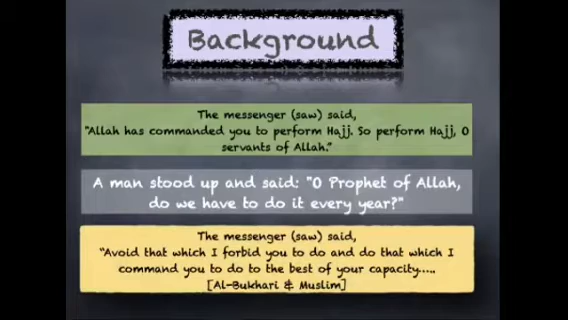 Background
The messenger (saw) said,
"Allah has commanded you to perform Hajj. So perform Hajj, O
servants of Allah."
A man stood up and said: "O Prophet of Allah,
do we have to do it every year?"
The messenger (saw) said,
"Avoid that which I forbid you to do and do that which I
command you to do to the best of your capacity.....
[Al-Bukhari & Muslim]